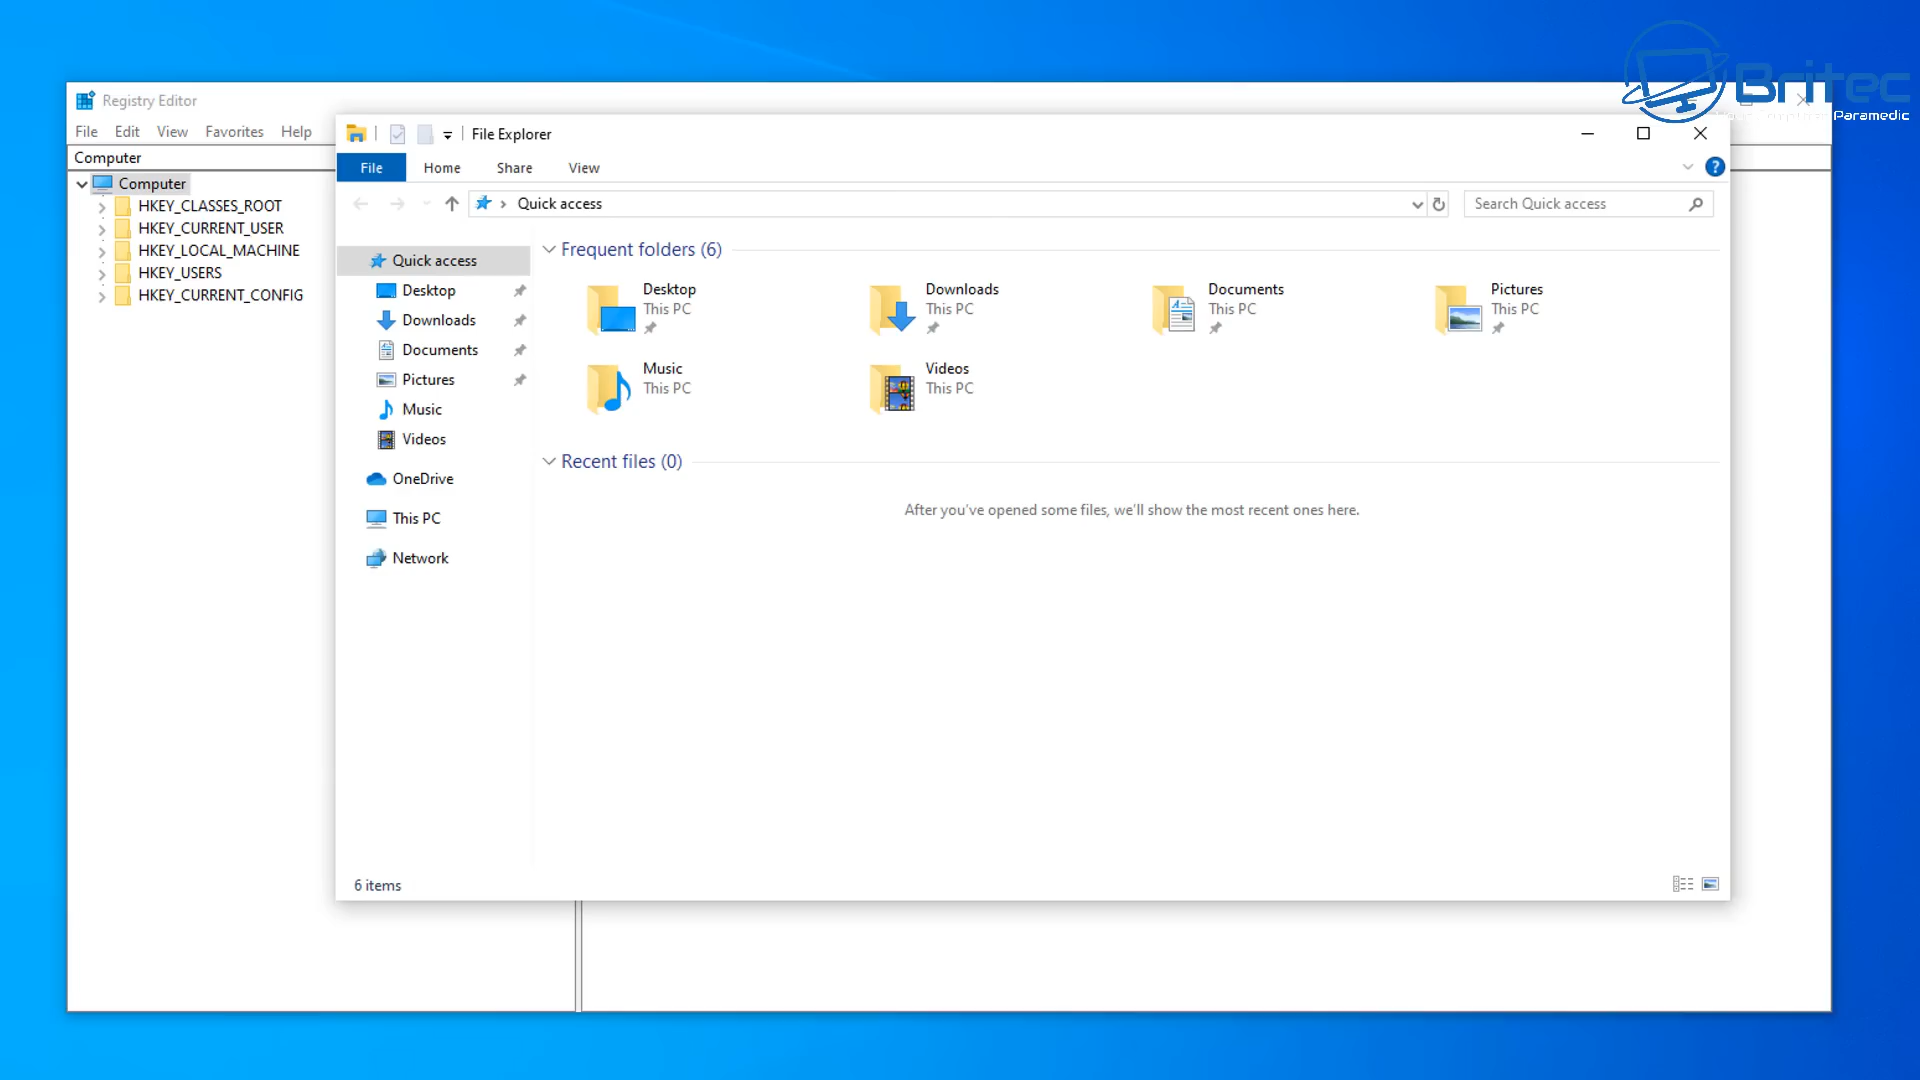 Registry Editor
File Edit View Favorites Help
Computer
Computer
HKEY_CLASSES_ROOT
HKEY_CURRENT_USER
HKEY_LOCAL_MACHINE
HKEY_USERS
HKEY_CURRENT_CONFIG
Britec
Paramedic
File Explorer
File Home Share View
?
Quick access
Search Quick access
Quick access
Desktop
Downloads
Documents
Pictures
Music
Videos
OneDrive
This PC
Network
Frequent folders (6)
Desktop
This PC
Downloads
This PC
Documents
This PC
Pictures
This PC
Music
This PC
Videos
This PC
Recent files (0)
After you've opened some files, we'll show the most recent ones here.
6 items